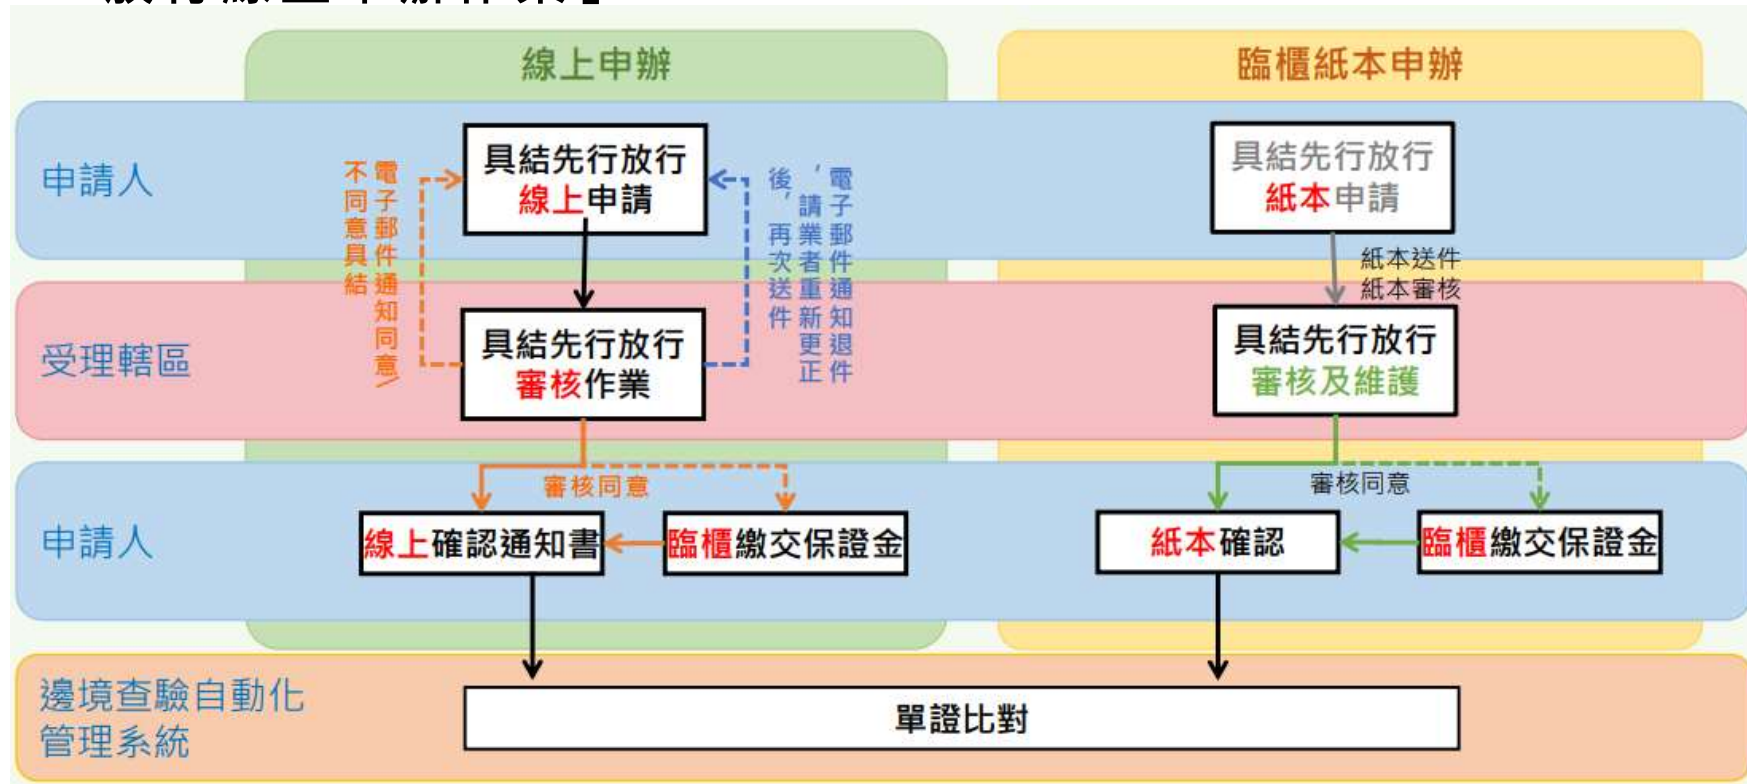 線上申辦
臨櫃紙本申辦
申請人
具結先行放行
線上申請
具結先行放行
紙本申請
電子郵件通知同意/
不同意具結
電子郵件通知退件
,請業者重新更正
後,再次送件
紙本送件
紙本審核
受理轄區
具結先行放行
審核作業
具結先行放行
審核及維護
審核同意
審核同意
申請人
線上確認通知書
臨櫃繳交保證金
紙本確認
臨櫃繳交保證金
邊境查驗自動化
管理系統
單證比對